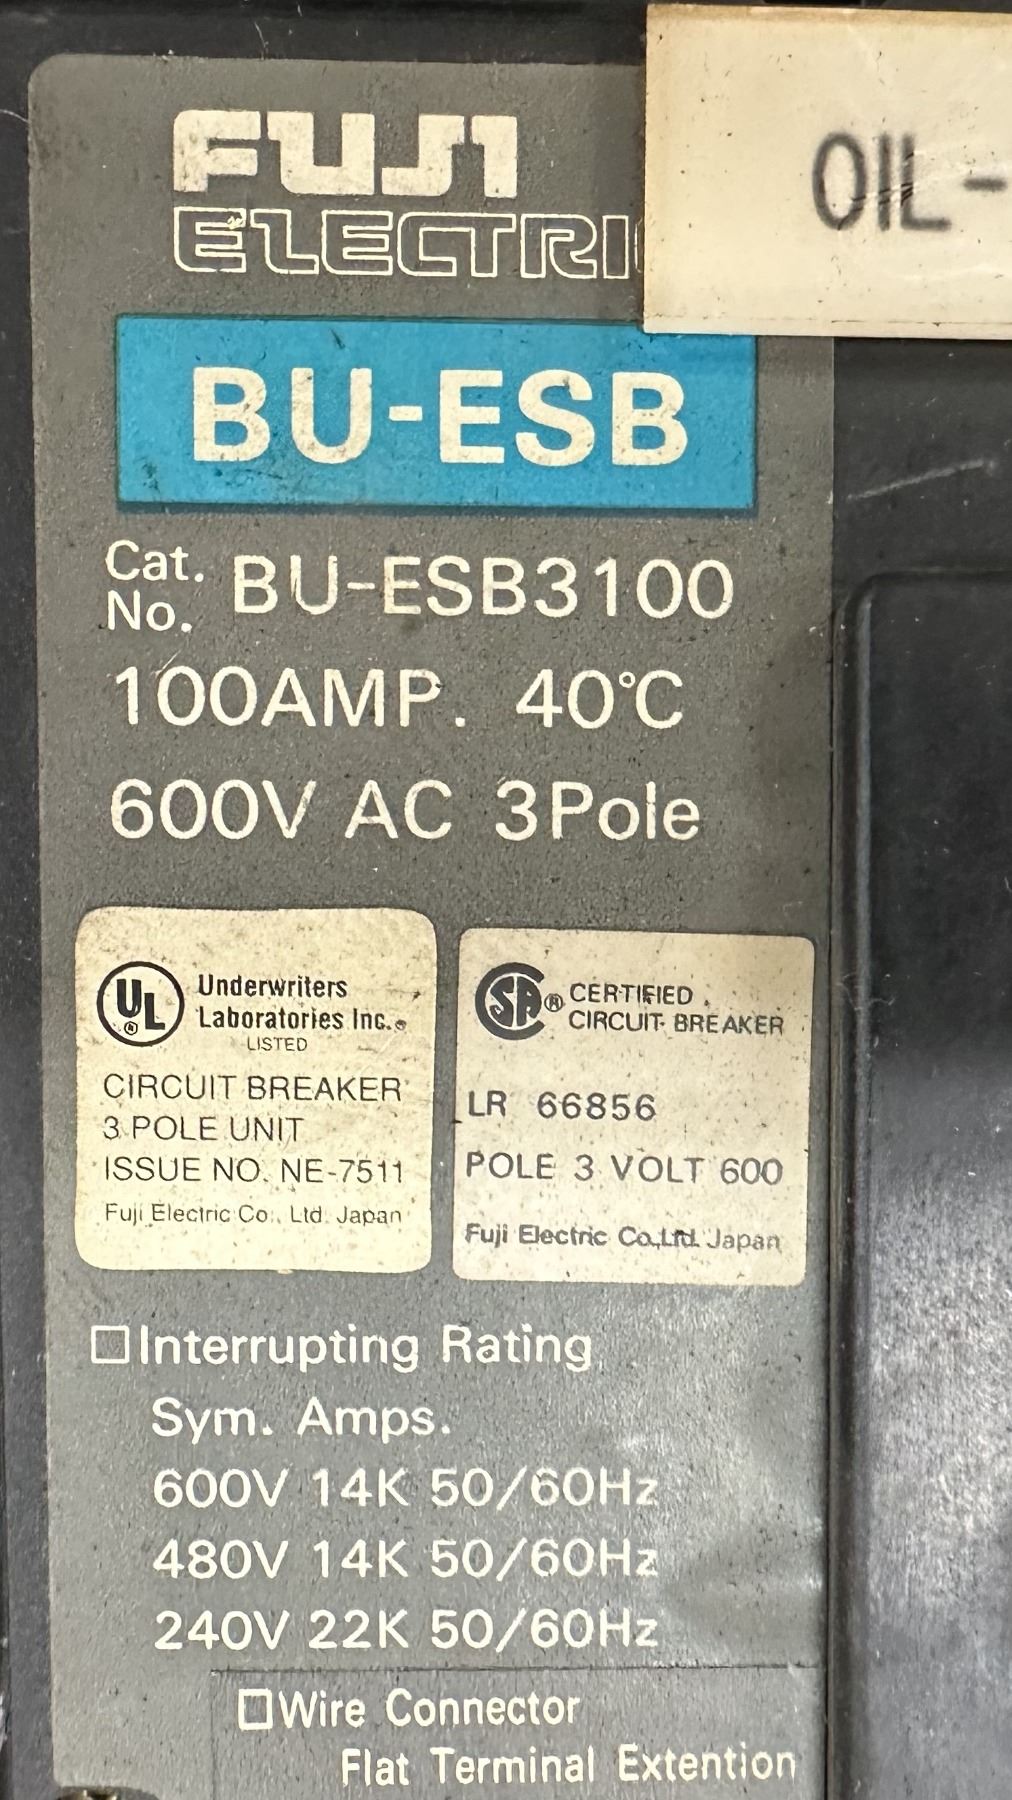 FUJI
ELECTRI
OIL-
BU-ESB
Cat.
No. BU-ESB3100
100AMP. 40°C
600V AC 3Pole
UL
Underwriters
Laboratories Inc.®
LISTED
CIRCUIT BREAKER
3 POLE UNIT
ISSUE NO. NE-7511
Fuji Electric Co., Ltd. Japan
SA® CERTIFIED
CIRCUIT BREAKER
LR 66856
POLE 3 VOLT 600
Fuji Electric Co.,Ltd. Japan
□Interrupting Rating
Sym. Amps.
600V 14K 50/60Hz
480V 14K 50/60Hz
240V 22K 50/60Hz
□Wire Connector
Flat Terminal Extention